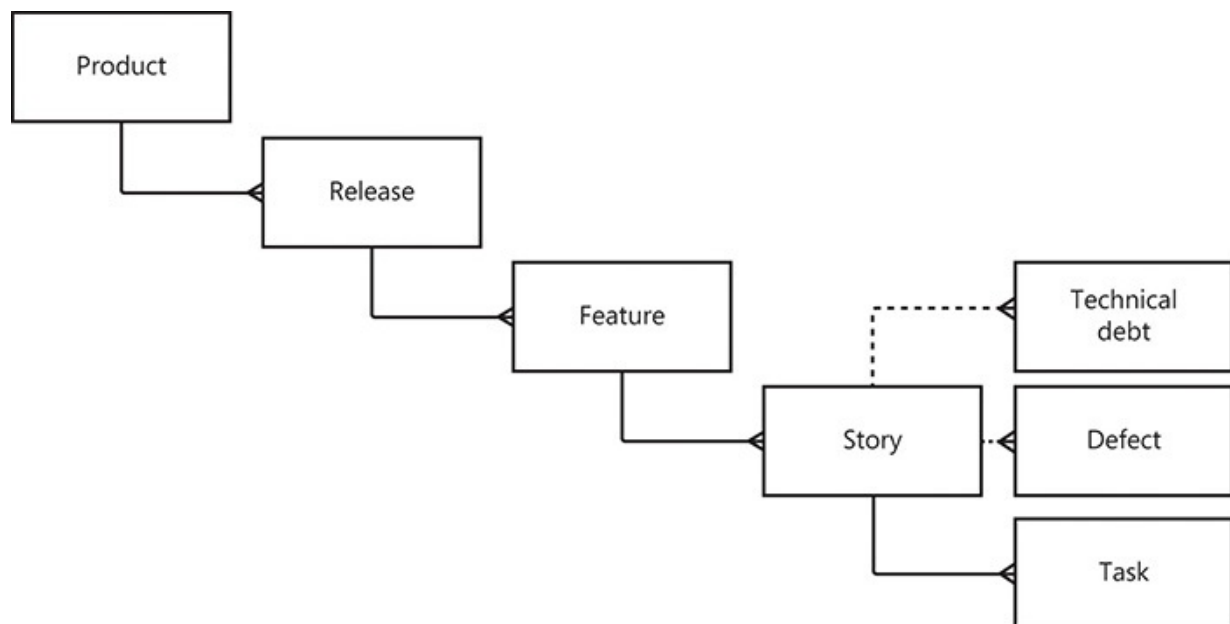 Product
Release
Feature
Technical
debt
Story
Defect
Task